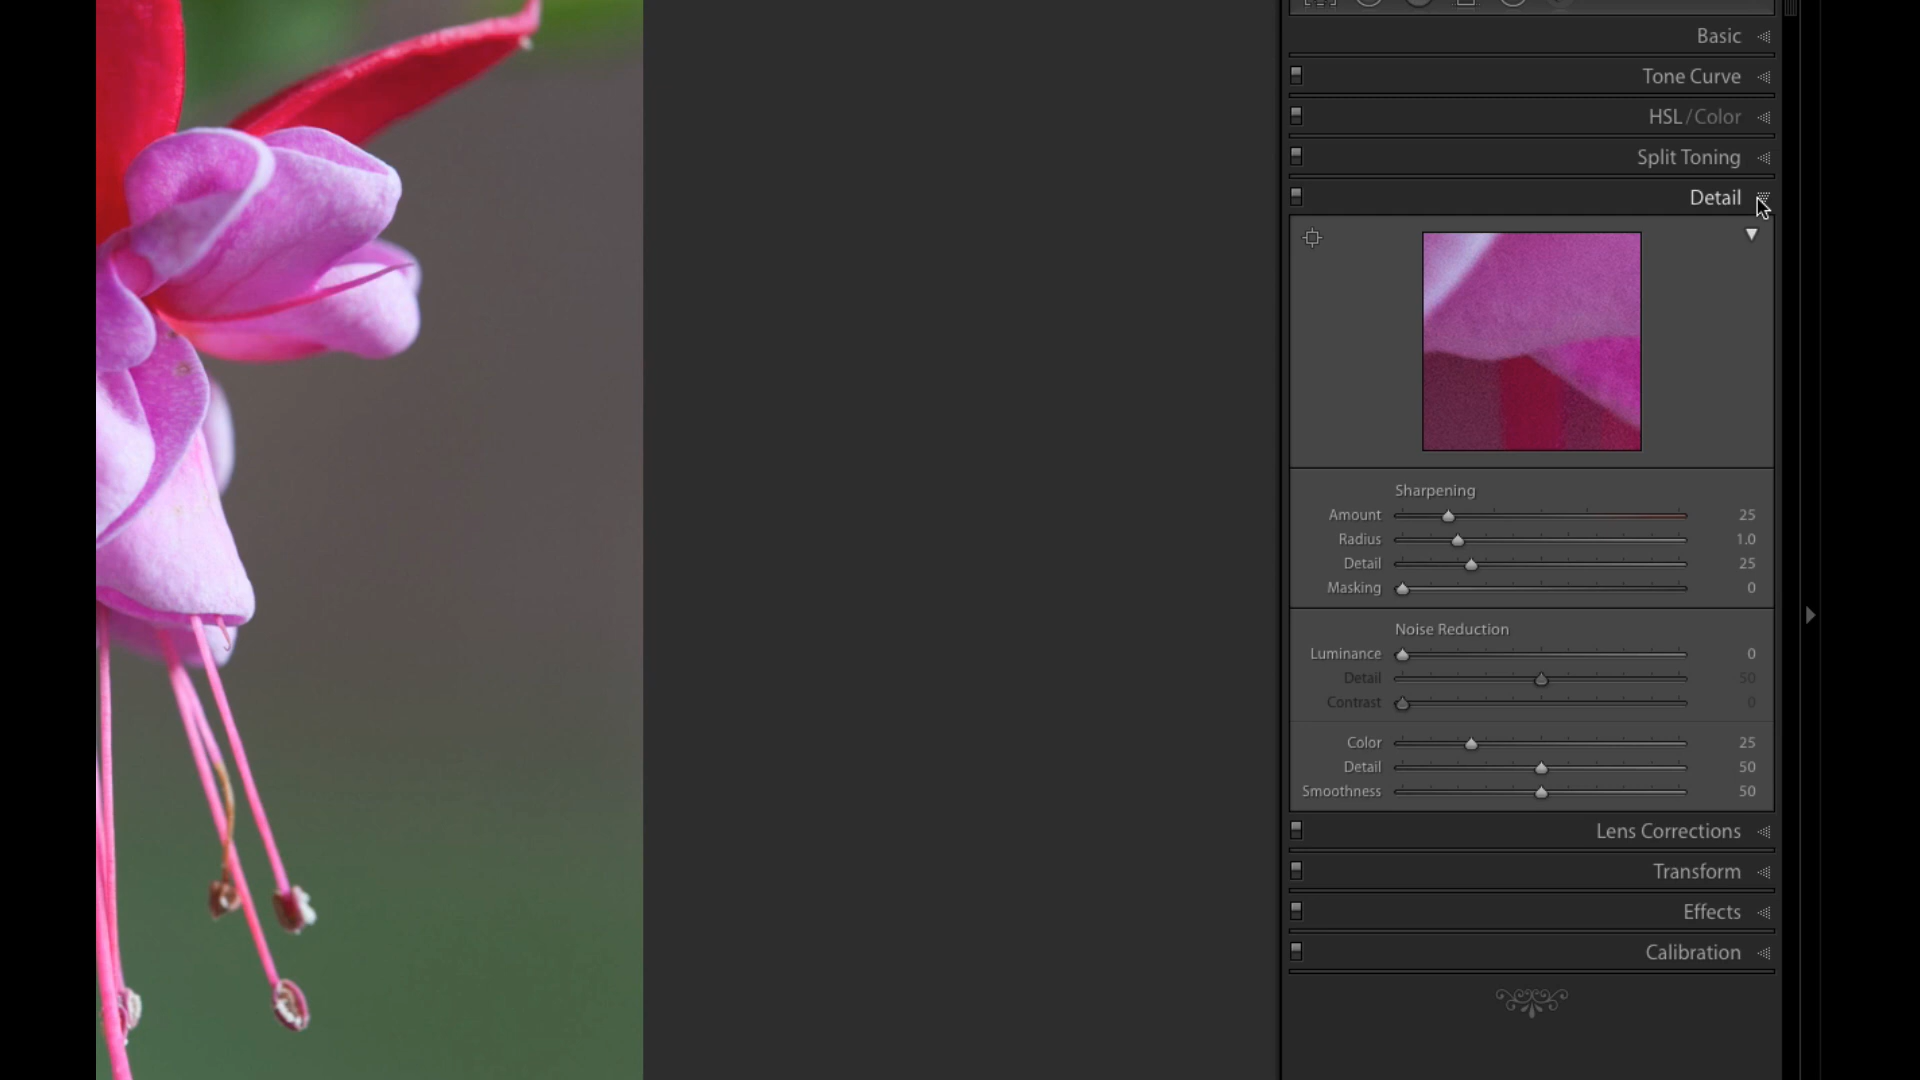 Basic
Tone Curve
HSL / Color
Split Toning
Detail
Sharpening
Amount 25
Radius 1.0
Detail 25
Masking 0
Noise Reduction
Luminance 0
Detail 50
Contrast 0
Color 25
Detail 50
Smoothness 50
Lens Corrections
Transform
Effects
Calibration